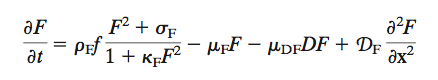 ∂F/∂t = ρ_F f (F² + σ_F)/(1 + κ_F F²) − μ_F F − μ_DF DF + 𝒟_F ∂²F/∂x²